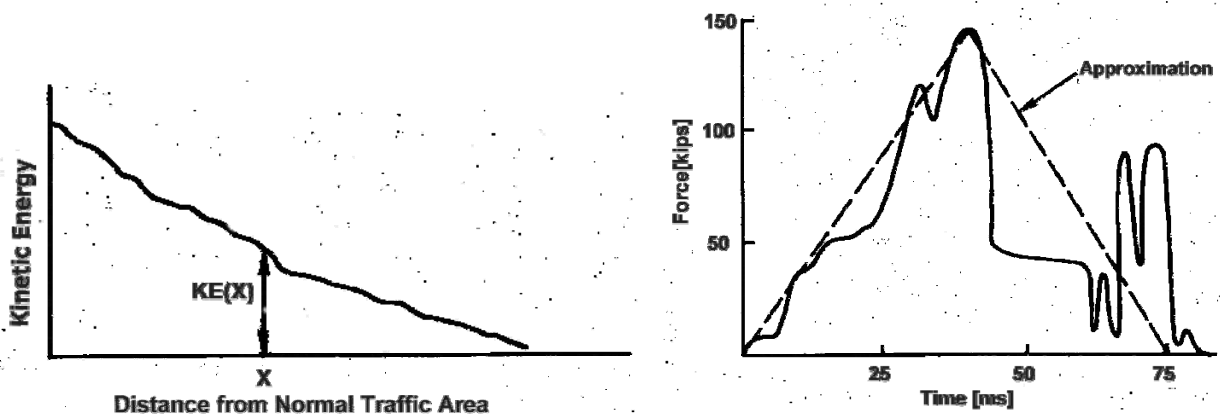 Kinetic Energy
KE(X)
X
Distance from Normal Traffic Area
150
100
50
Force[kips]
Approximation
25
50
75
Time [ms]